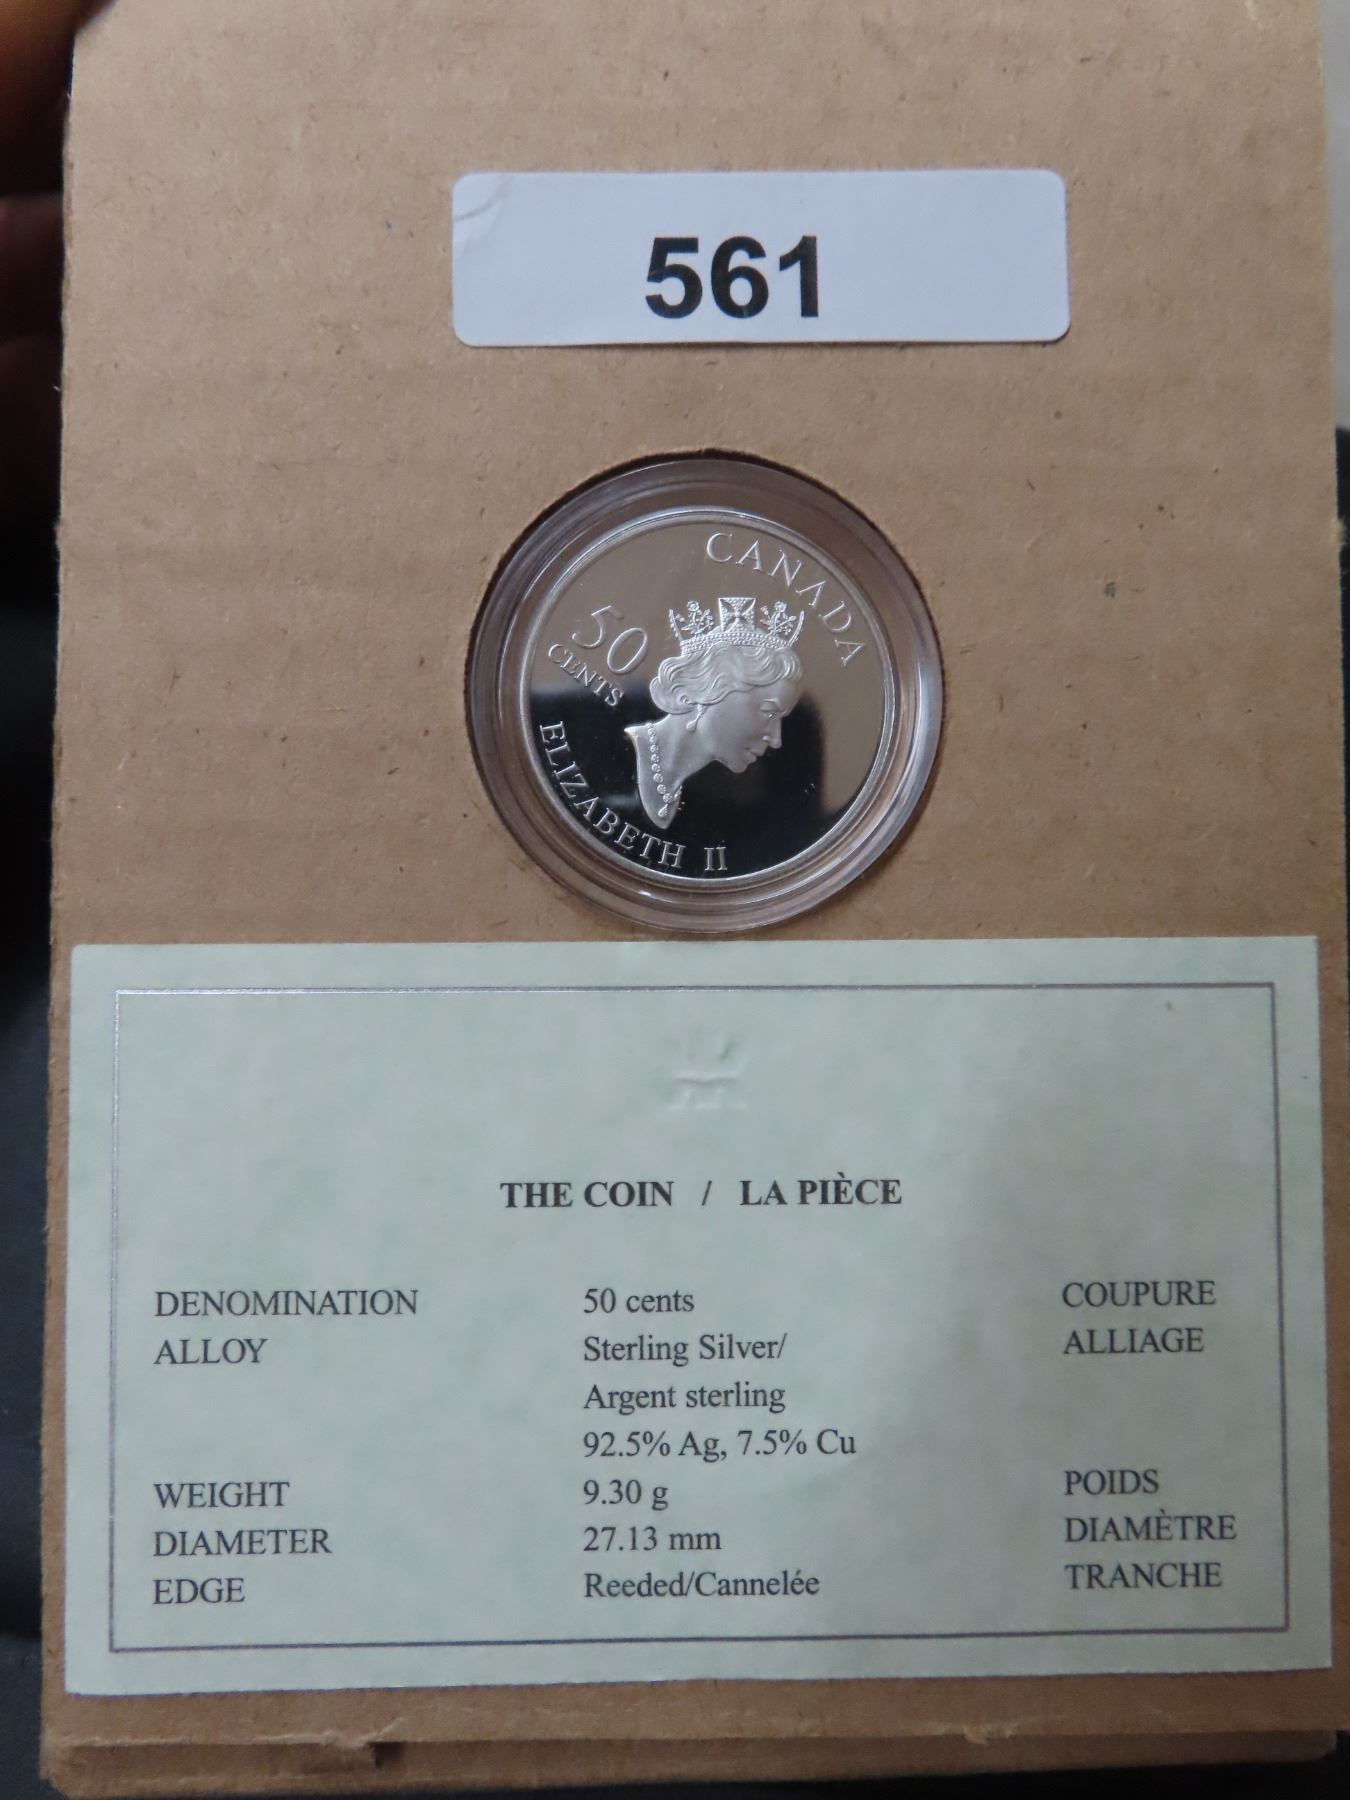 561
CANADA
50
CENTS
ELIZABETH II
THE COIN / LA PIÈCE
DENOMINATION 50 cents COUPURE
ALLOY Sterling Silver/ ALLIAGE
Argent sterling
92.5% Ag, 7.5% Cu
WEIGHT 9.30 g POIDS
DIAMETER 27.13 mm DIAMÈTRE
EDGE Reeded/Cannelée TRANCHE